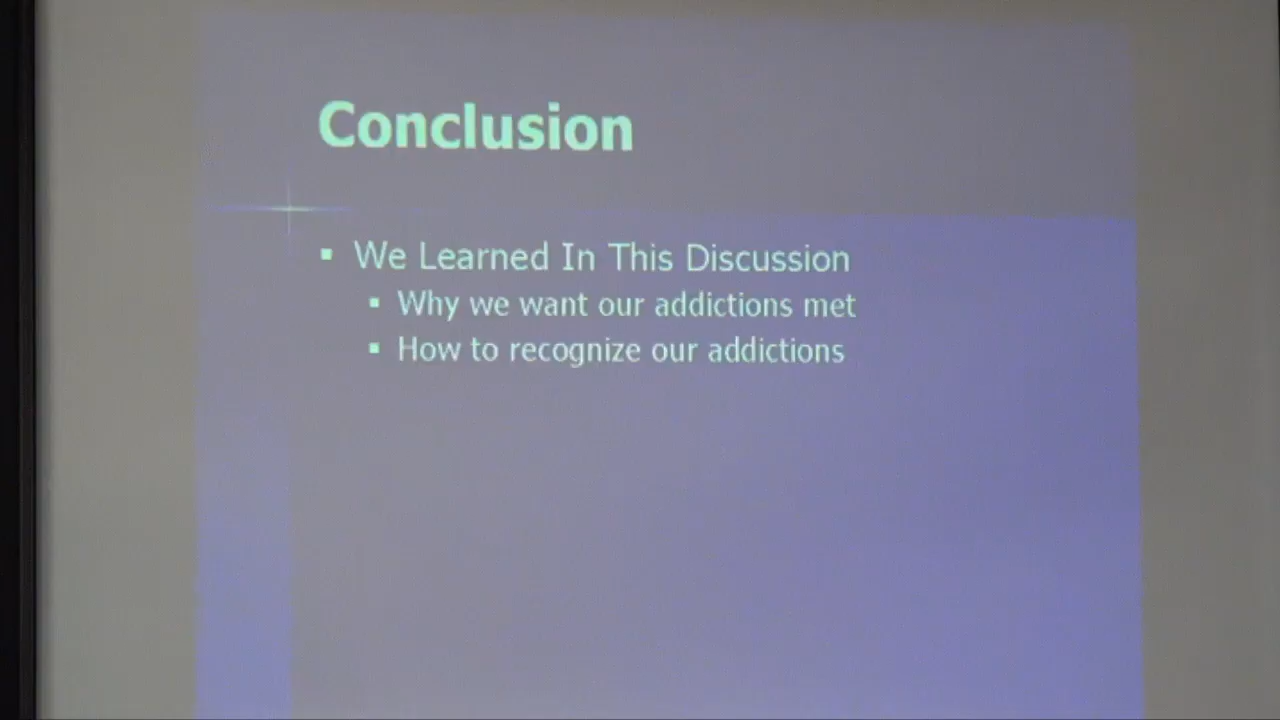 Conclusion
We Learned In This Discussion
Why we want our addictions met
How to recognize our addictions